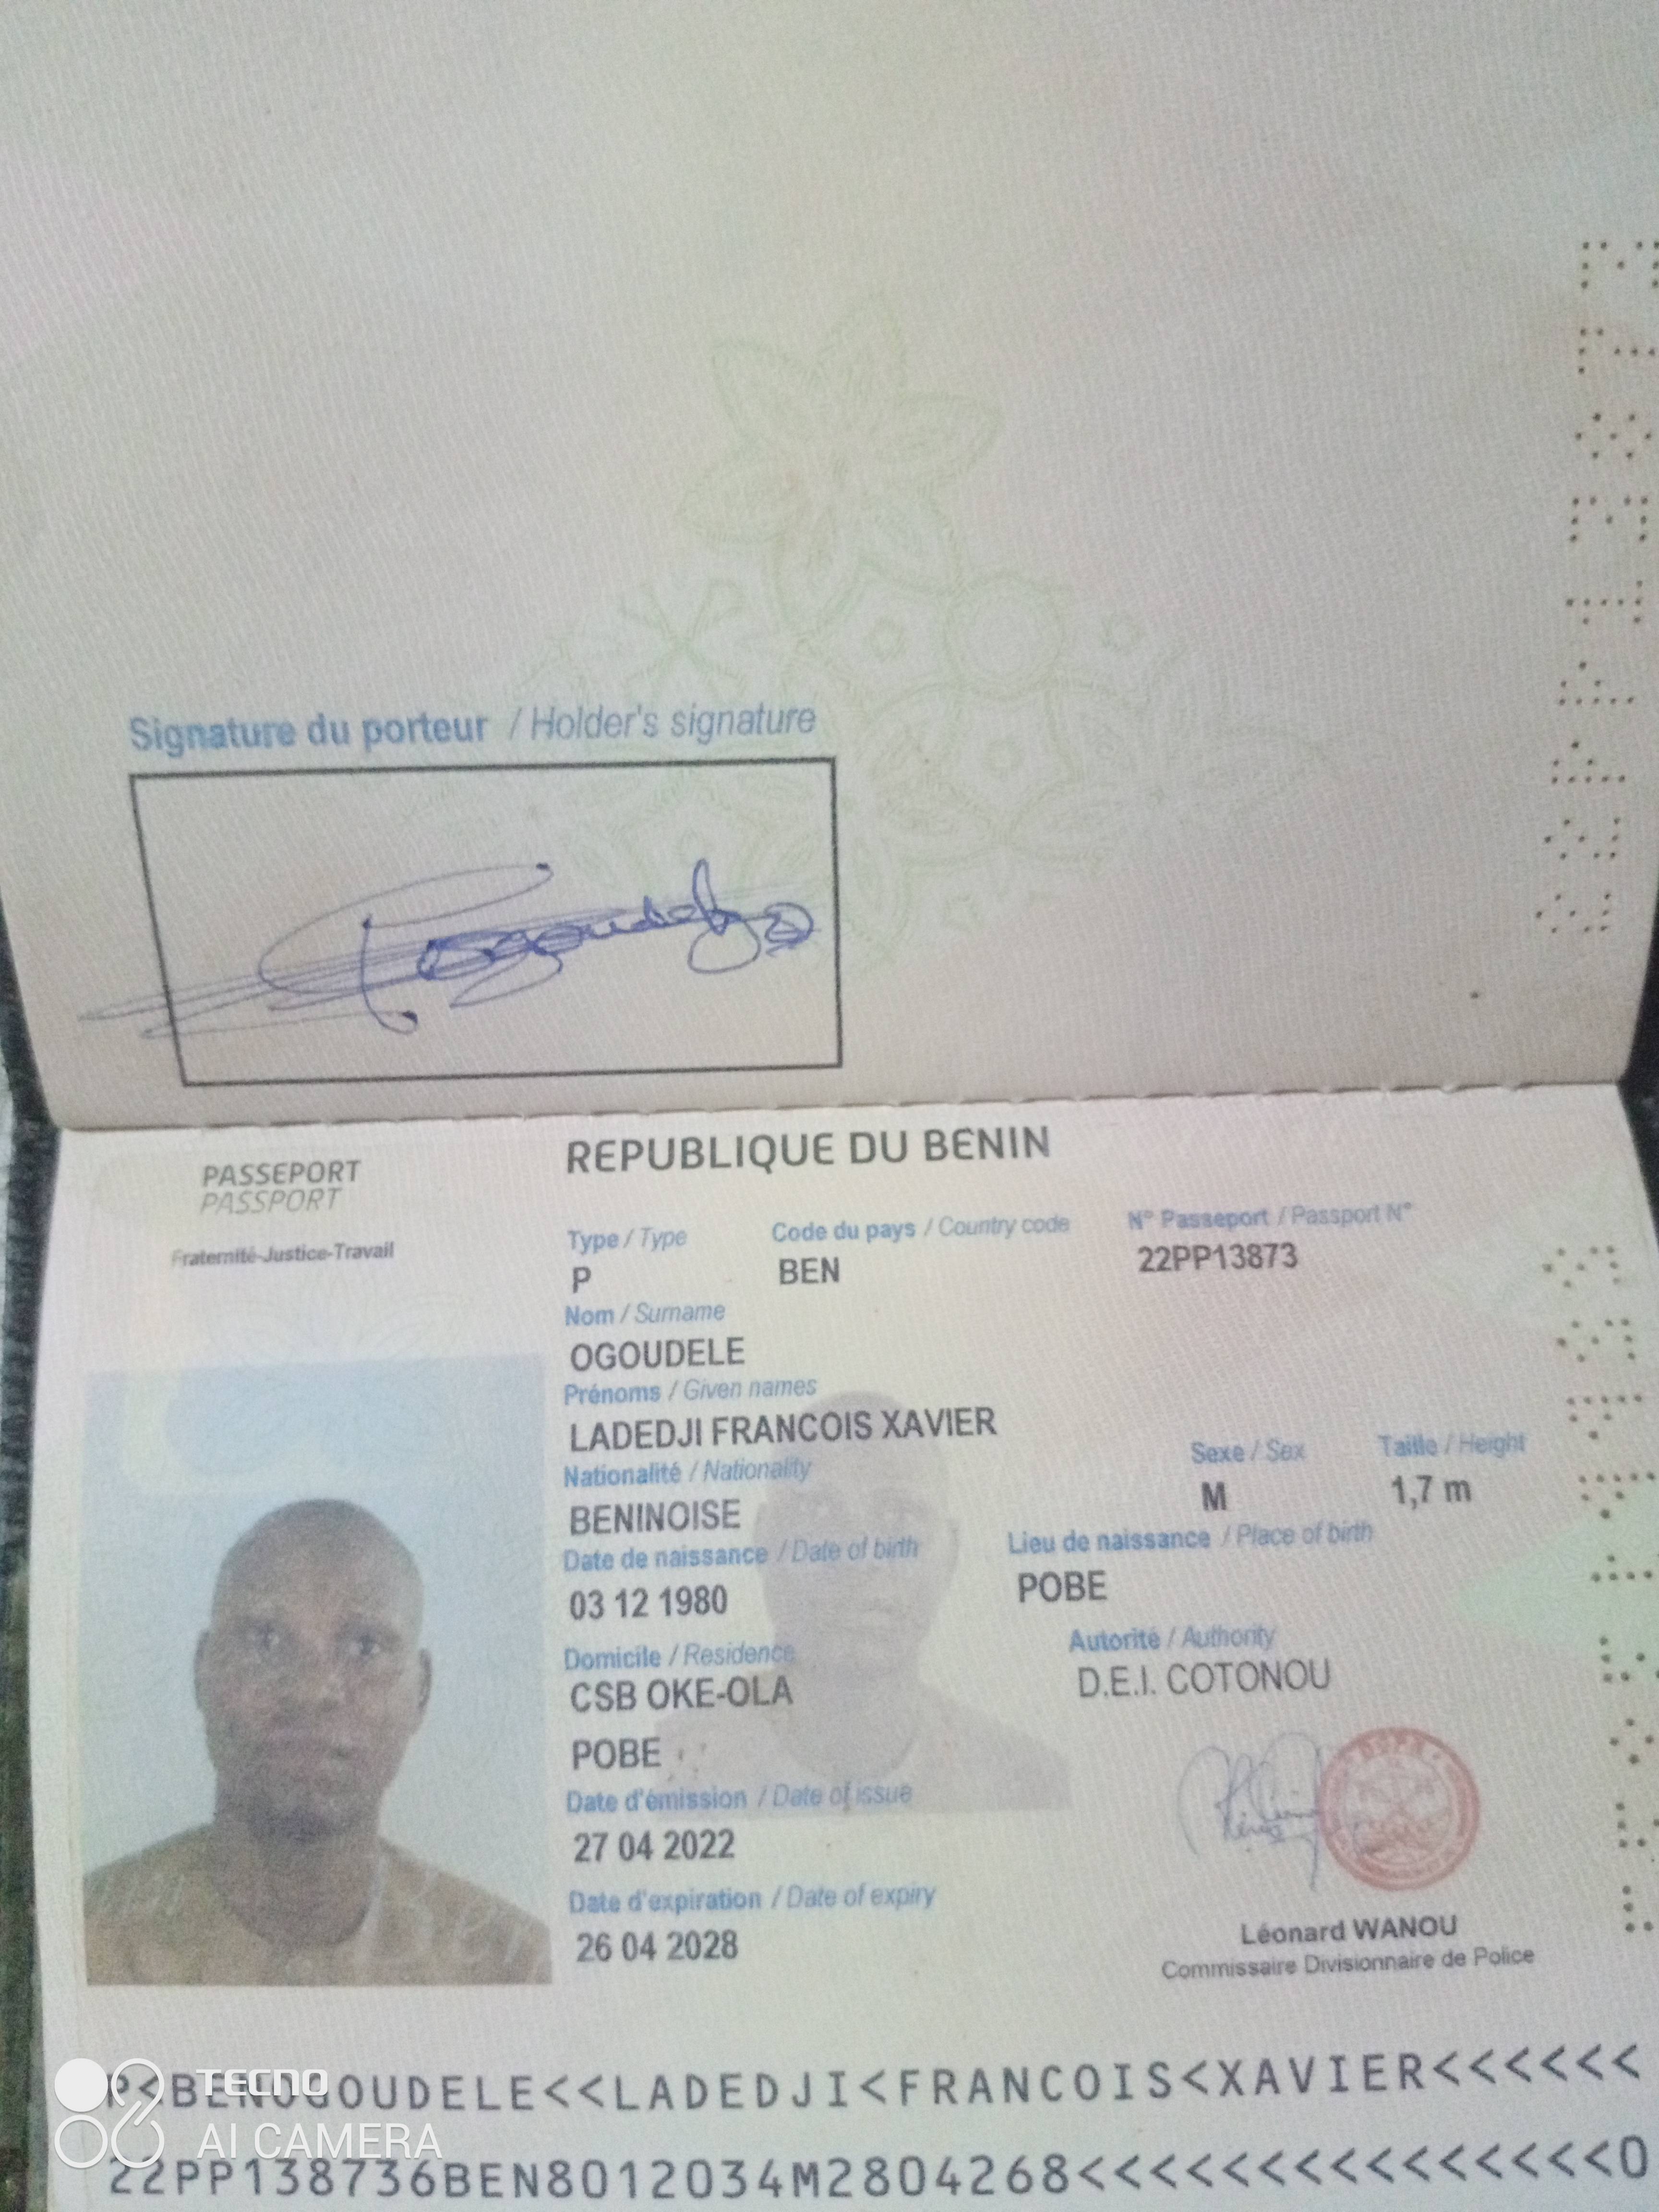 Signature du porteur / Holder's signature
PASSEPORT
PASSPORT
Fraternité-Justice-Travail
REPUBLIQUE DU BENIN
Type / Type
Code du pays / Country code
N° Passeport / Passport N°
P
BEN
22PP13873
Nom / Surname
OGOUDELE
Prénoms / Given names
LADEDJI FRANCOIS XAVIER
Nationalité / Nationality
Sexe / Sex
Taille / Height
BENINOISE
M
1,7 m
Date de naissance / Date of birth
Lieu de naissance / Place of birth
03 12 1980
POBE
Domicile / Residence
Autorité / Authority
CSB OKE-OLA
D.E.I. COTONOU
POBE
Date d'émission / Date of issue
27 04 2022
Date d'expiration / Date of expiry
26 04 2028
Léonard WANOU
Commissaire Divisionnaire de Police
P<BENOGOUDELE<<LADEDJI<FRANCOIS<XAVIER<<<<<<
22PP138736BEN8012034M2804268<<<<<<<<<<<<<<<0
TECNO
AI CAMERA